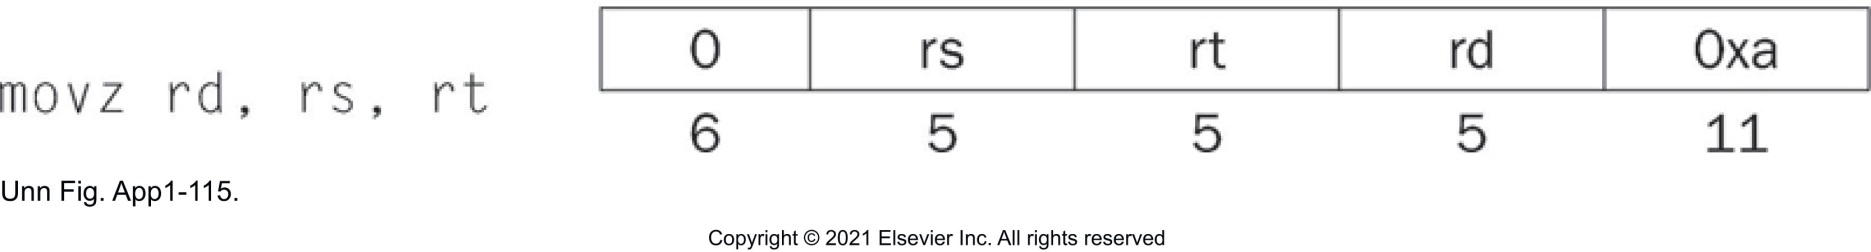 movz rd, rs, rt
0 rs rt rd 0xa
6 5 5 5 11
Unn Fig. App1-115.
Copyright © 2021 Elsevier Inc. All rights reserved